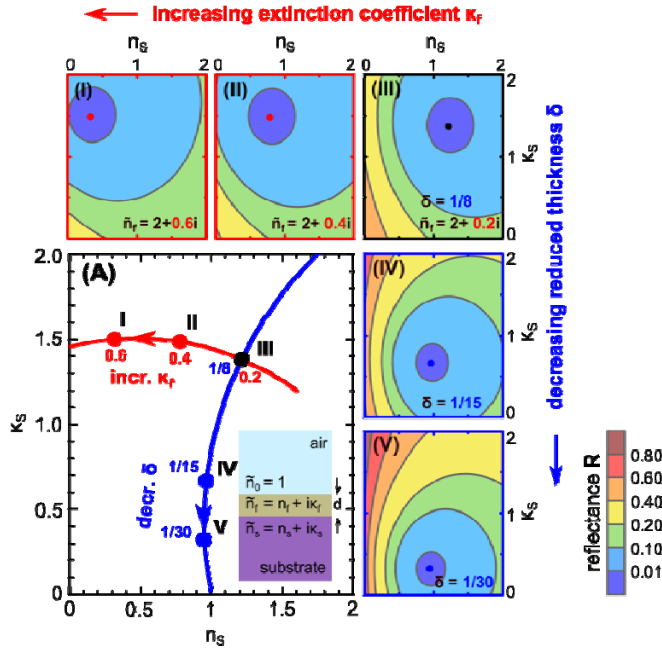 increasing extinction coefficient κf
nS
nS
nS
0 1 2
0 1 2
0 1 2
(I)
(II)
(III)
2
κS
1
0
ñf = 2+0.6i
ñf = 2+0.4i
δ = 1/8
ñf = 2+0.2i
decreasing reduced thickness δ
(A)
2.0
1.5
1.0
0.5
0.0
κS
0 0.5 1 1.5 2
nS
I
II
III
0.6
0.4
1/8
0.2
incr. κf
decr. δ
1/15
IV
1/30
V
air
ñ0 = 1
ñf = nf + iκf
d
ñs = ns + iκs
substrate
(IV)
2
κS
1
0
δ = 1/15
(V)
2
κS
1
0
δ = 1/30
reflectance R
0.80
0.60
0.40
0.20
0.10
0.01